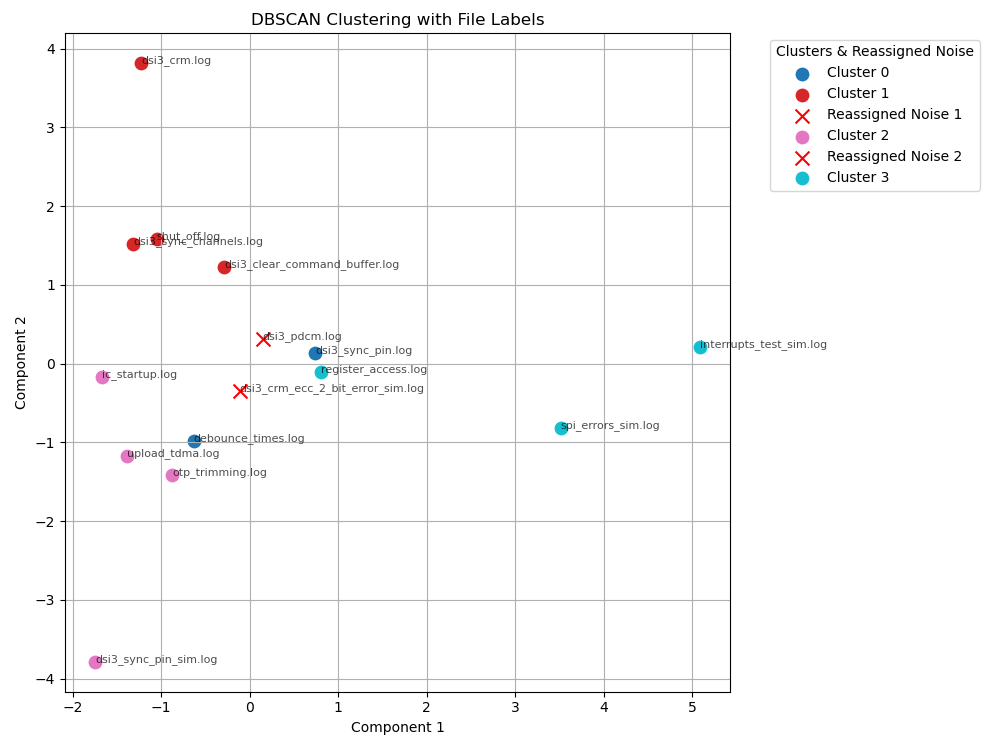 DBSCAN Clustering with File Labels
Clusters & Reassigned Noise
Cluster 0
Cluster 1
Reassigned Noise 1
Cluster 2
Reassigned Noise 2
Cluster 3
Component 2
4
3
2
1
0
−1
−2
−3
−4
dsi3_crm.log
shut_off.log
dsi3_sync_channels.log
dsi3_clear_command_buffer.log
dsi3_pdcm.log
dsi3_sync_pin.log
interrupts_test_sim.log
register_access.log
ic_startup.log
dsi3_crm_ecc_2_bit_error_sim.log
spi_errors_sim.log
debounce_times.log
upload_tdma.log
otp_trimming.log
dsi3_sync_pin_sim.log
−2 −1 0 1 2 3 4 5
Component 1